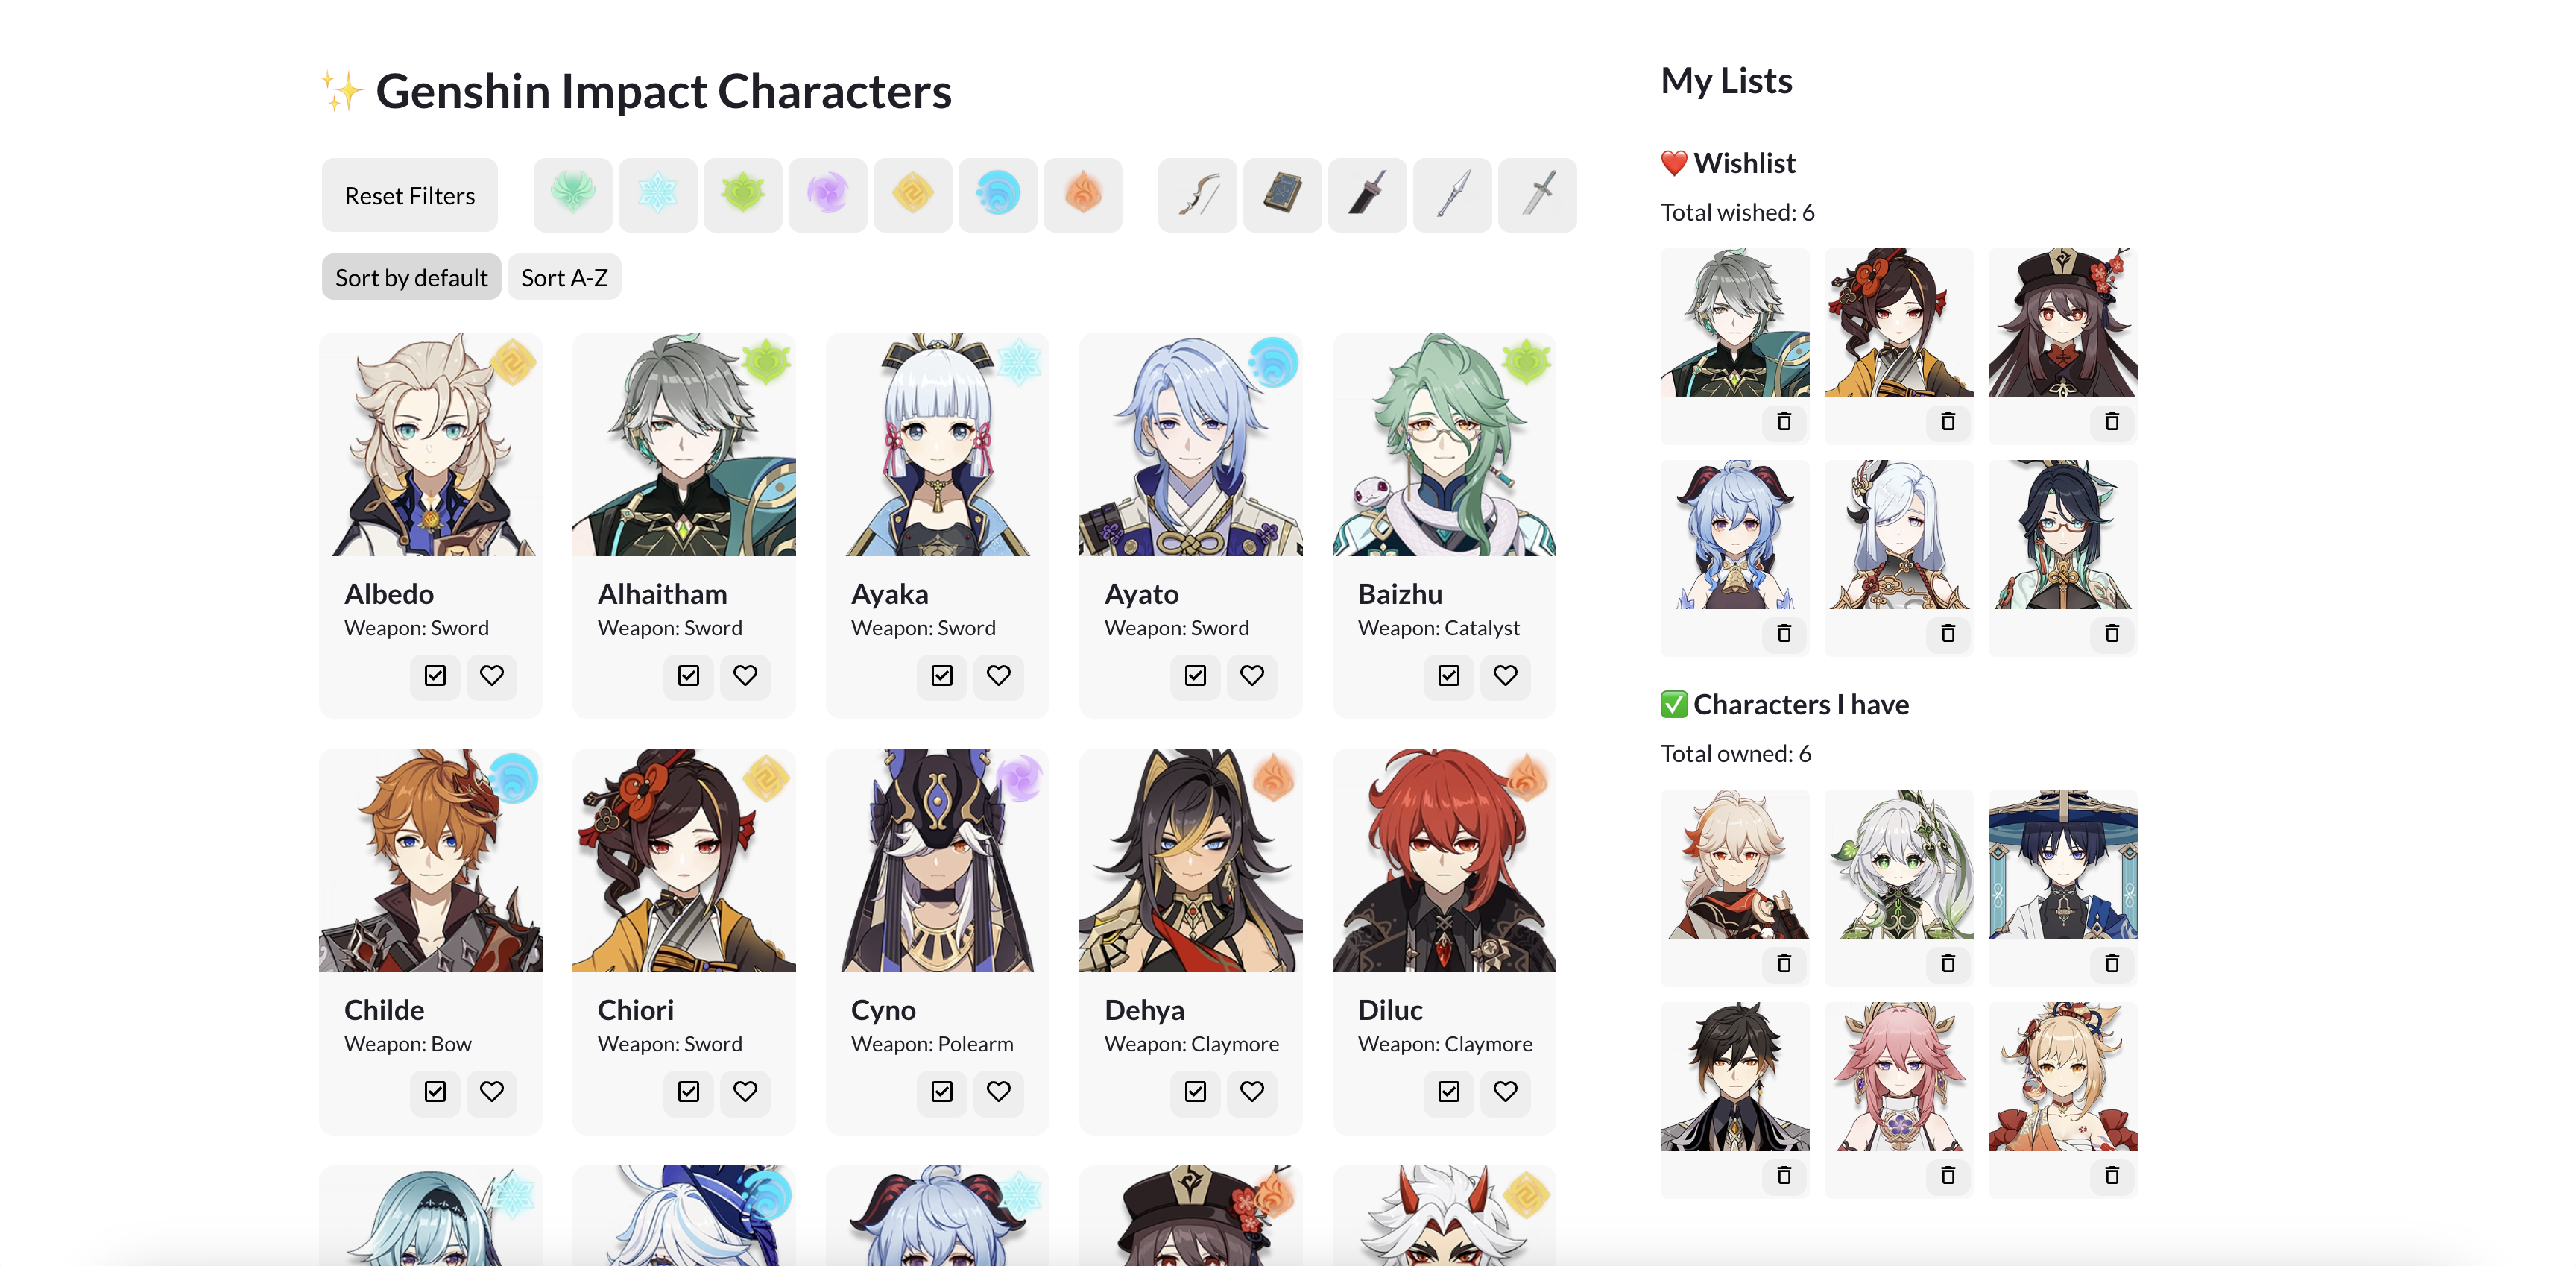 ✨ Genshin Impact Characters
Reset Filters
Sort by default
Sort A-Z
Albedo
Weapon: Sword
Alhaitham
Weapon: Sword
Ayaka
Weapon: Sword
Ayato
Weapon: Sword
Baizhu
Weapon: Catalyst
Childe
Weapon: Bow
Chiori
Weapon: Sword
Cyno
Weapon: Polearm
Dehya
Weapon: Claymore
Diluc
Weapon: Claymore
My Lists
❤️ Wishlist
Total wished: 6
✅ Characters I have
Total owned: 6